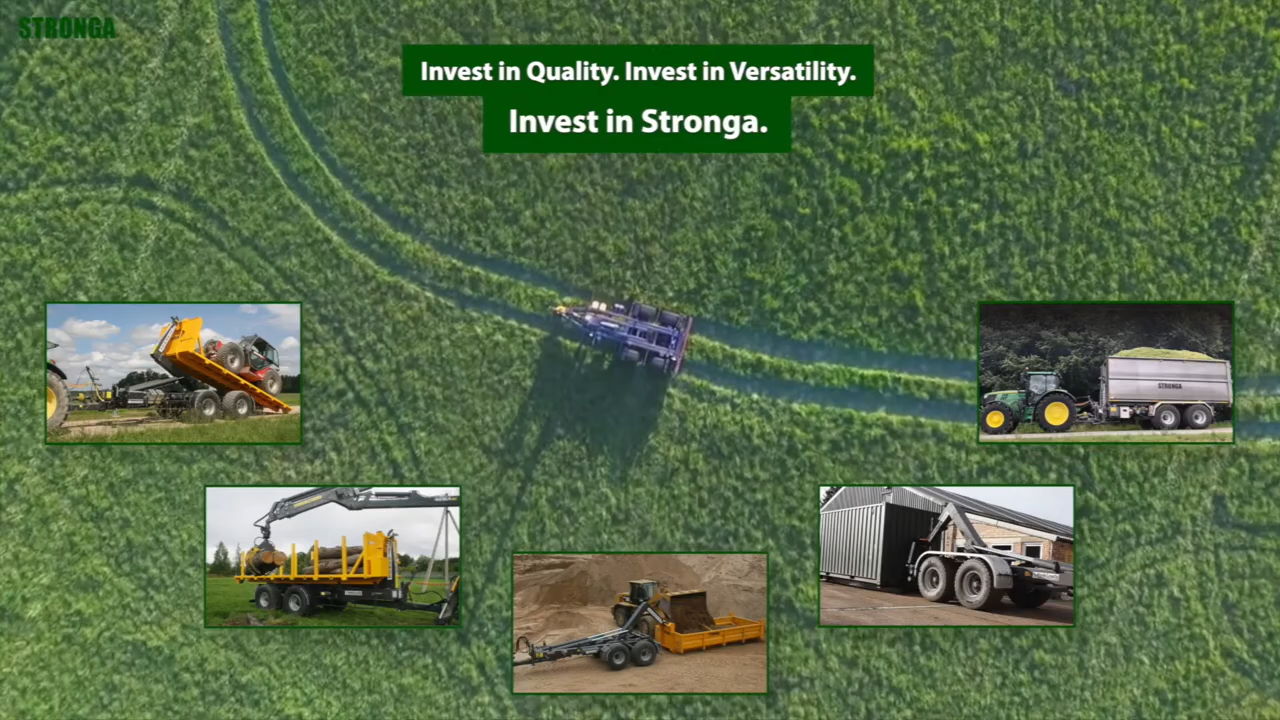 STRONGA
Invest in Quality. Invest in Versatility.
Invest in Stronga.
STRONGA